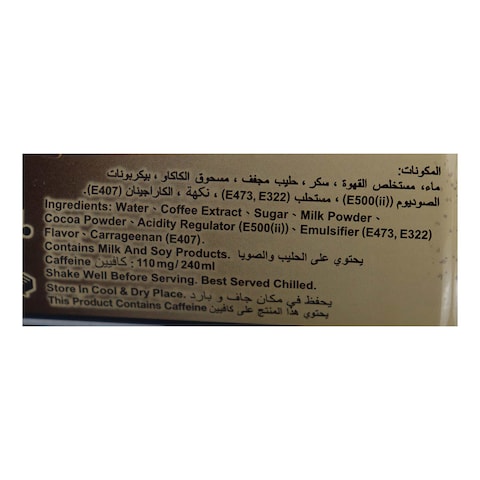 المكونات:
ماء، مستخلص القهوة ، سكر ، حليب مجفف ، مسحوق الكاكاو ، بيكربونات
الصوديوم (E500(ii)) ، مستحلب (E473, E322) ، نكهة ، الكاراجينان (E407).
Ingredients: Water、Coffee Extract、Sugar、Milk Powder、
Cocoa Powder、Acidity Regulator (E500(ii))、Emulsifier (E473, E322)
Flavor、Carrageenan (E407).
Contains Milk And Soy Products. يحتوي على الحليب والصويا
Caffeine كافيين : 110mg / 240ml
Shake Well Before Serving. Best Served Chilled.
Store In Cool & Dry Place. يحفظ في مكان جاف و بارد
This Product Contains Caffeine يحتوي هذا المنتج على كافيين